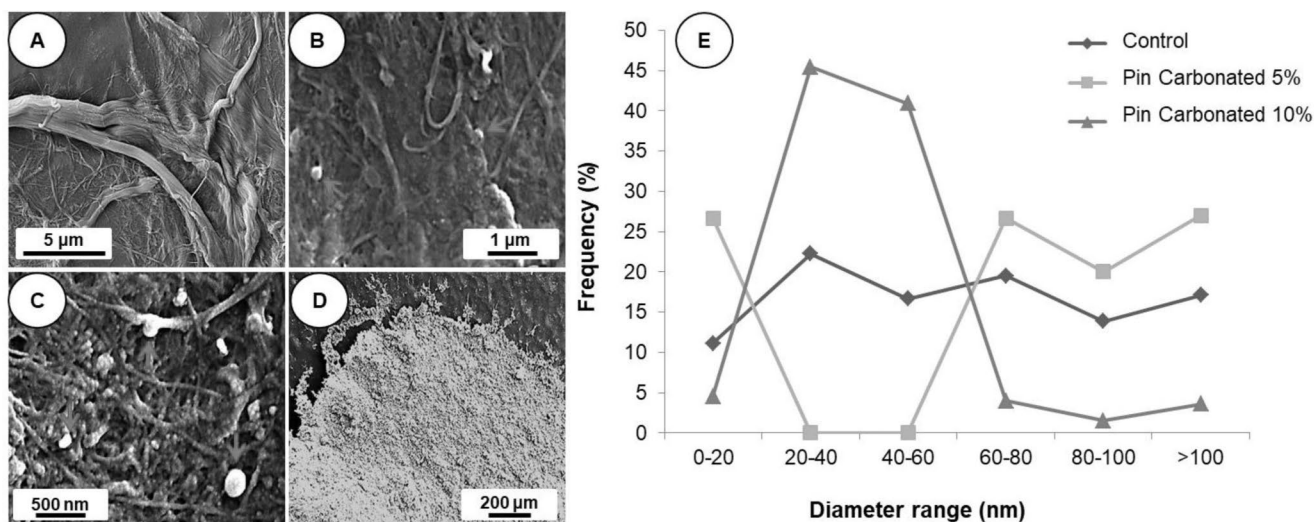 A
5 µm
B
1 µm
C
500 nm
D
200 µm
E
Frequency (%)
50
45
40
35
30
25
20
15
10
5
0
0-20
20-40
40-60
60-80
80-100
>100
Diameter range (nm)
Control
Pin Carbonated 5%
Pin Carbonated 10%